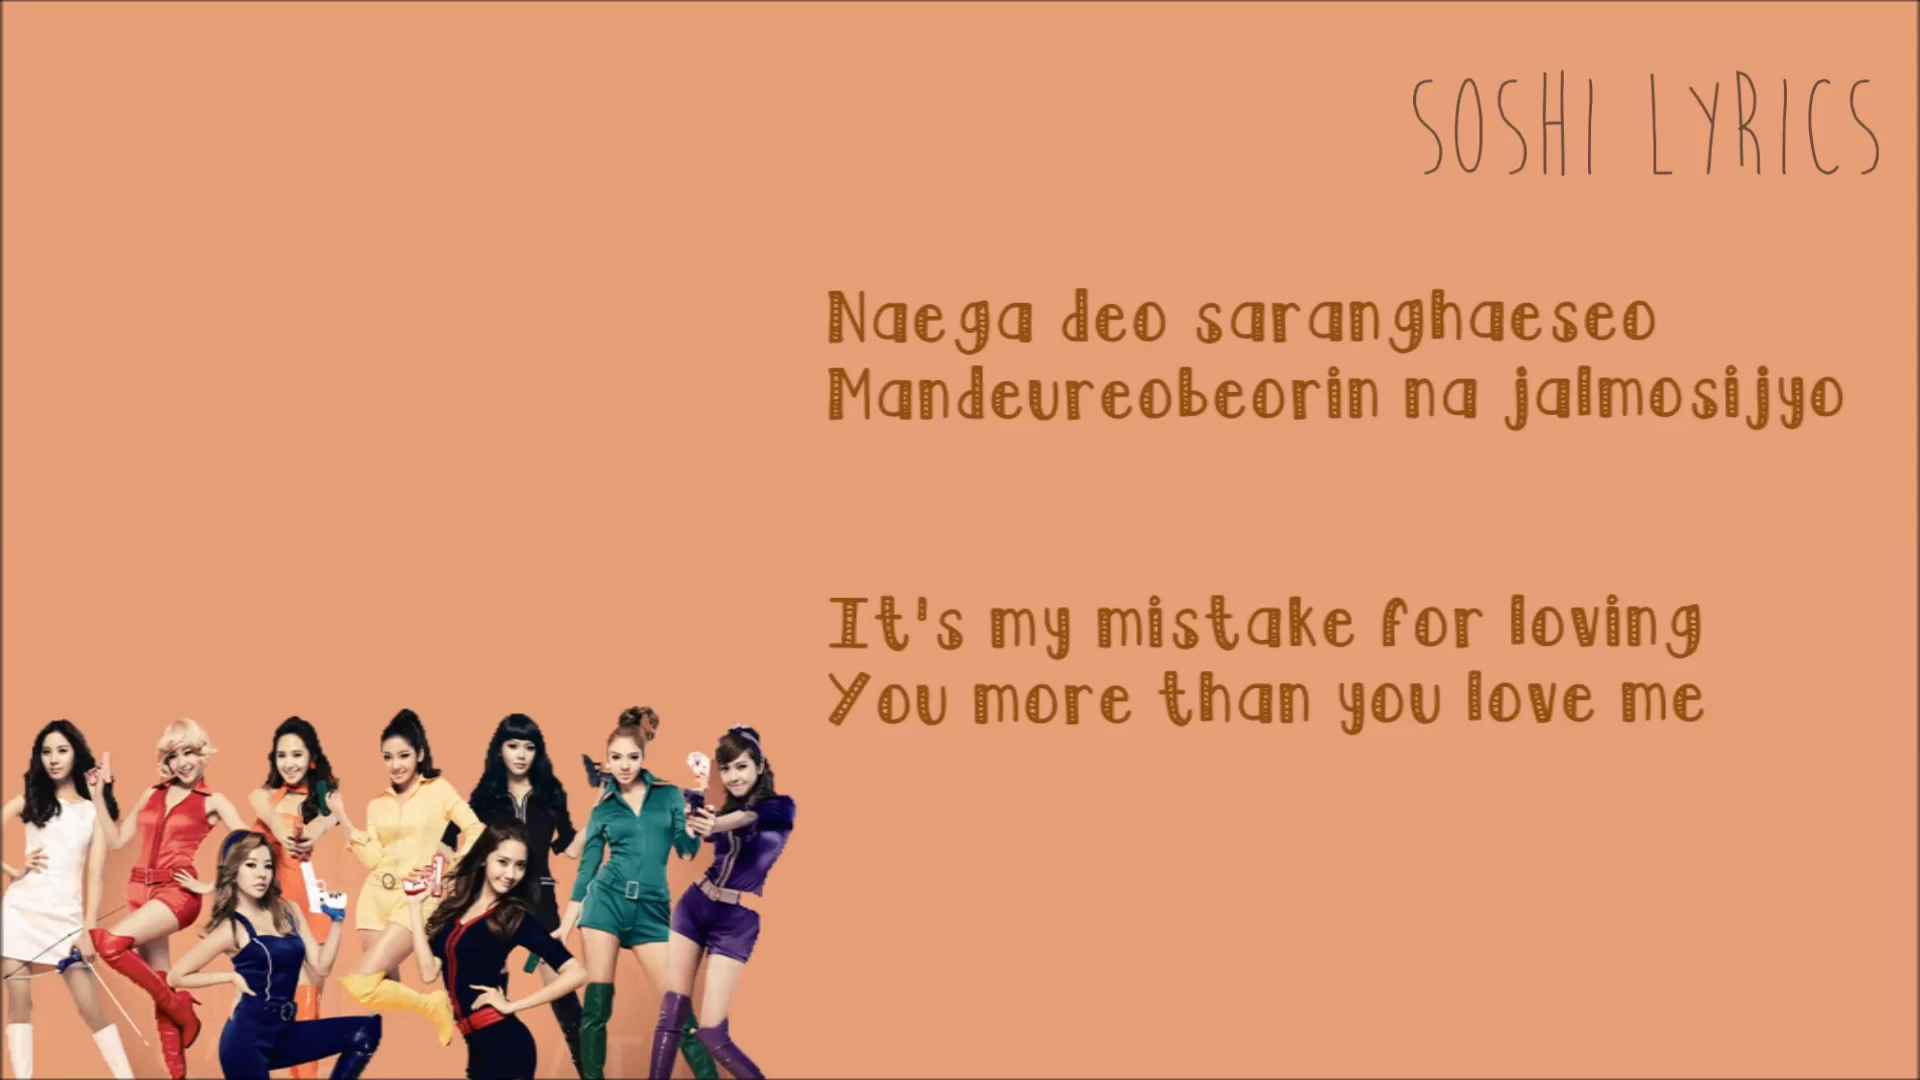 SOSHI LYRICS
Naega deo saranghaeseo
Mandeureobeorin na jalmosijyo
It's my mistake for loving
You more than you love me